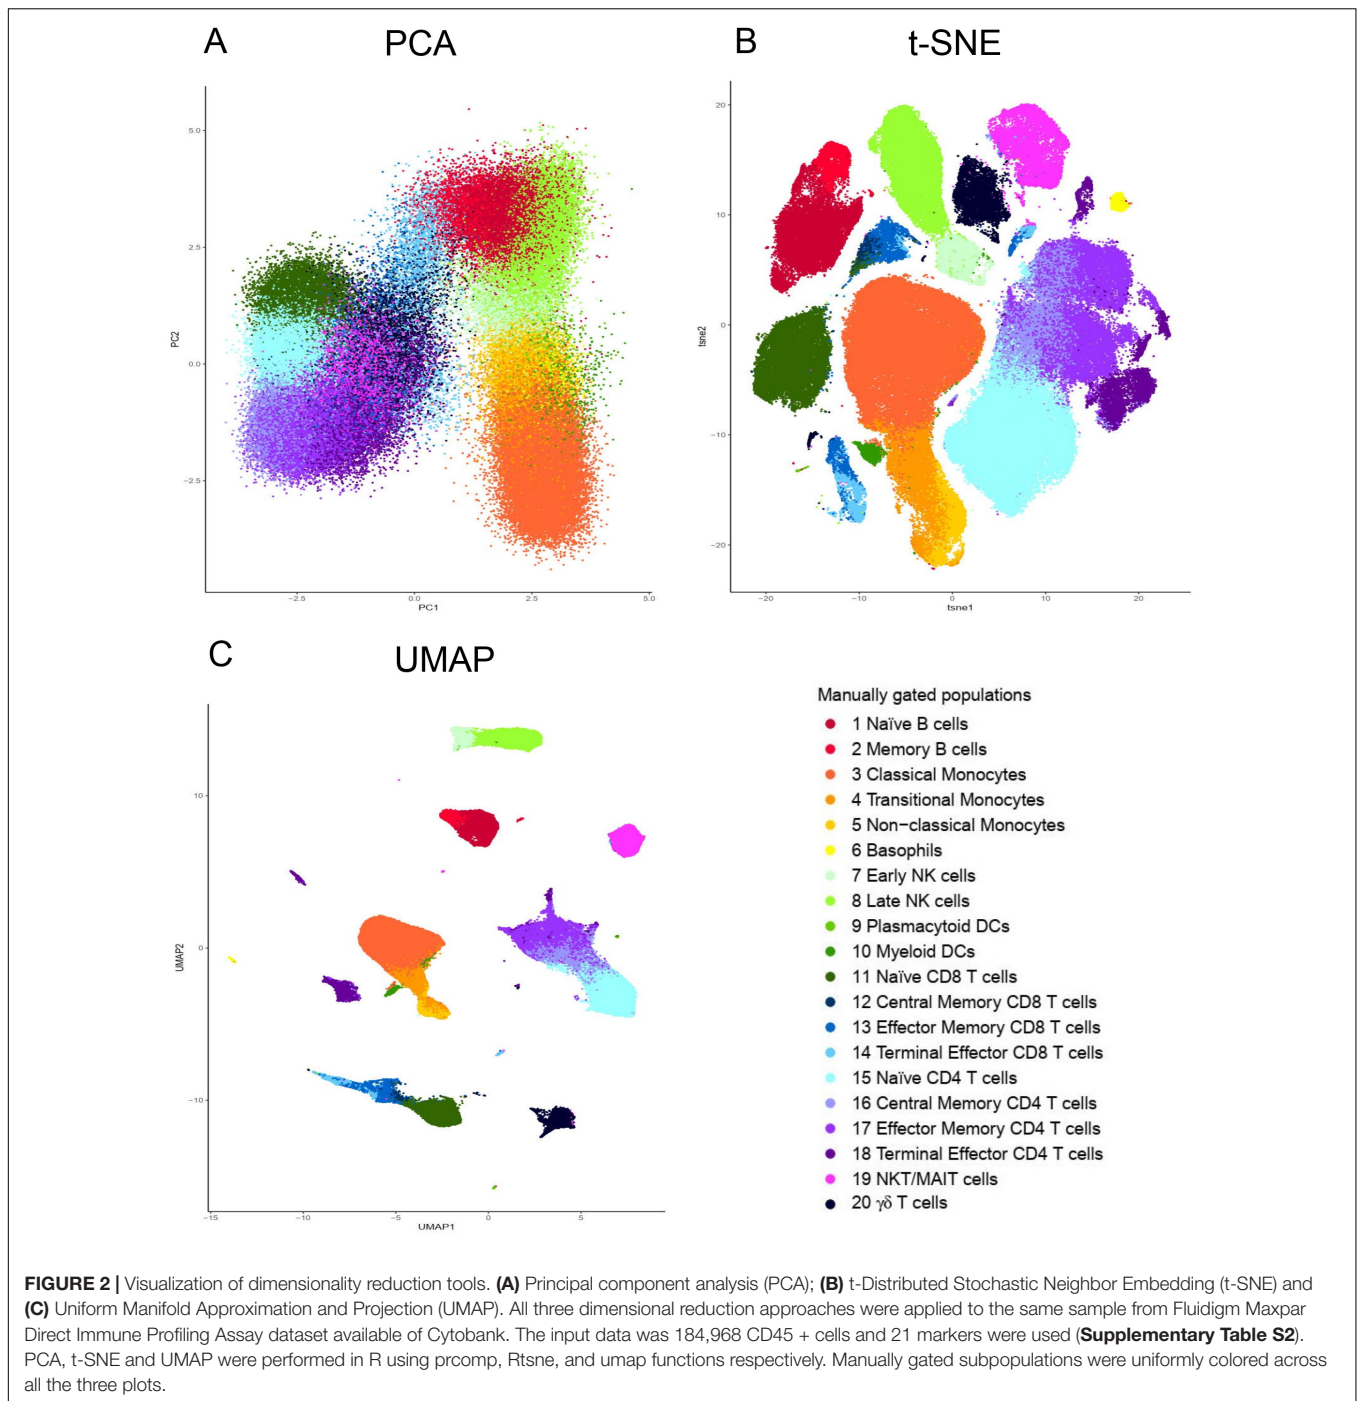 A
PCA
5.0
2.5
0.0
−2.5
PC2
−2.5
0.0
2.5
5.0
PC1
B
t-SNE
20
10
0
−10
−20
tsne2
−20
−10
0
10
20
tsne1
C
UMAP
10
0
−10
UMAP2
−15
−10
−5
0
5
UMAP1
Manually gated populations
1 Naïve B cells
2 Memory B cells
3 Classical Monocytes
4 Transitional Monocytes
5 Non−classical Monocytes
6 Basophils
7 Early NK cells
8 Late NK cells
9 Plasmacytoid DCs
10 Myeloid DCs
11 Naïve CD8 T cells
12 Central Memory CD8 T cells
13 Effector Memory CD8 T cells
14 Terminal Effector CD8 T cells
15 Naïve CD4 T cells
16 Central Memory CD4 T cells
17 Effector Memory CD4 T cells
18 Terminal Effector CD4 T cells
19 NKT/MAIT cells
20 γδ T cells
FIGURE 2 | Visualization of dimensionality reduction tools. (A) Principal component analysis (PCA); (B) t-Distributed Stochastic Neighbor Embedding (t-SNE) and
(C) Uniform Manifold Approximation and Projection (UMAP). All three dimensional reduction approaches were applied to the same sample from Fluidigm Maxpar
Direct Immune Profiling Assay dataset available of Cytobank. The input data was 184,968 CD45 + cells and 21 markers were used (Supplementary Table S2).
PCA, t-SNE and UMAP were performed in R using prcomp, Rtsne, and umap functions respectively. Manually gated subpopulations were uniformly colored across
all the three plots.